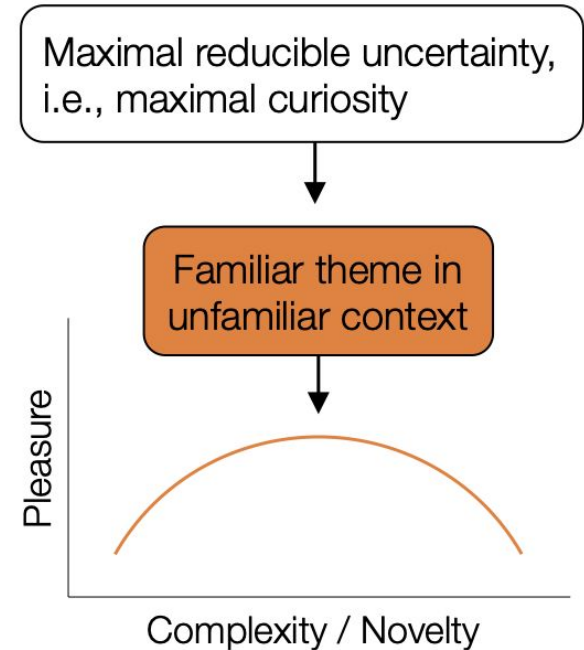 Maximal reducible uncertainty,
i.e., maximal curiosity
Familiar theme in
unfamiliar context
Pleasure
Complexity / Novelty